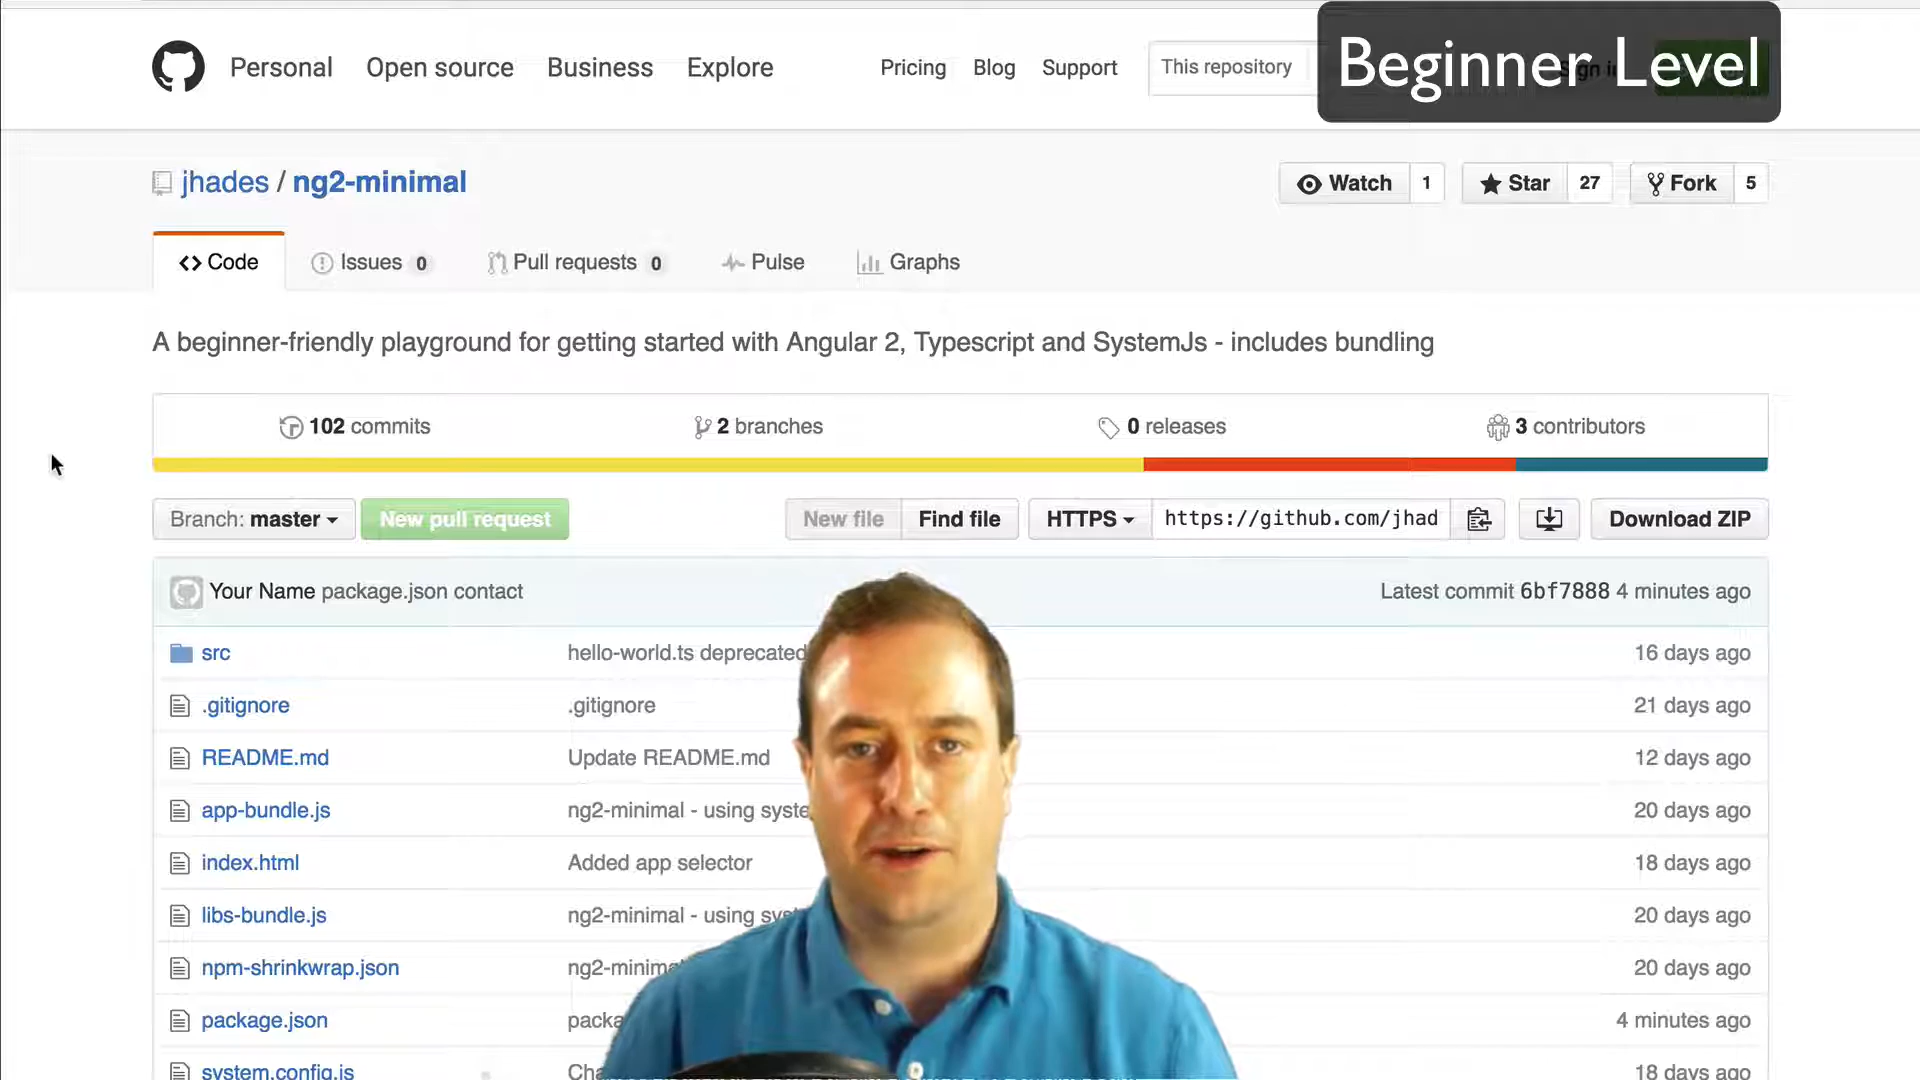 Personal Open source Business Explore Pricing Blog Support This repository Beginner Level
jhades / ng2-minimal Watch 1 Star 27 Fork 5
Code Issues 0 Pull requests 0 Pulse Graphs
A beginner-friendly playground for getting started with Angular 2, Typescript and SystemJs - includes bundling
102 commits 2 branches 0 releases 3 contributors
Branch: master New pull request New file Find file HTTPS https://github.com/jhad Download ZIP
Your Name package.json contact Latest commit 6bf7888 4 minutes ago
src hello-world.ts deprecated 16 days ago
.gitignore .gitignore 21 days ago
README.md Update README.md 12 days ago
app-bundle.js ng2-minimal - using syste 20 days ago
index.html Added app selector 18 days ago
libs-bundle.js ng2-minimal - using 20 days ago
npm-shrinkwrap.json 20 days ago
package.json 4 minutes ago
system.config.js 18 days ago